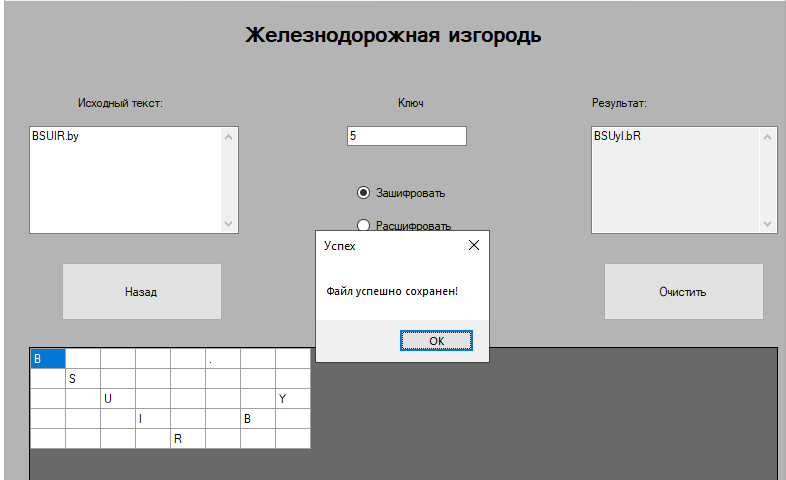 Железнодорожная изгородь
Исходный текст:
Ключ
Результат:
BSUIR.by
5
BSUyI.bR
Зашифровать
Расшифровать
Успех
Файл успешно сохранен!
OK
Назад
Очистить
B .
S
U Y
I B
R